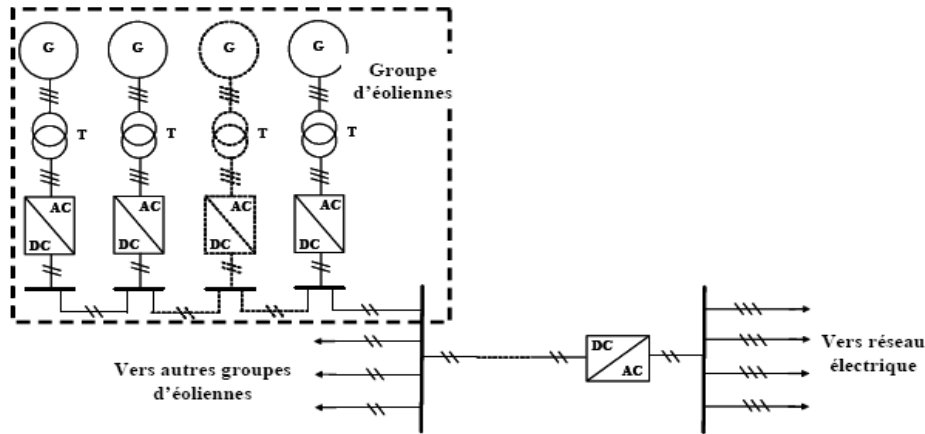 G G G G
Groupe
d'éoliennes
T T T T
AC AC AC AC
DC DC DC DC
DC
AC
Vers autres groupes
d'éoliennes
Vers réseau
électrique